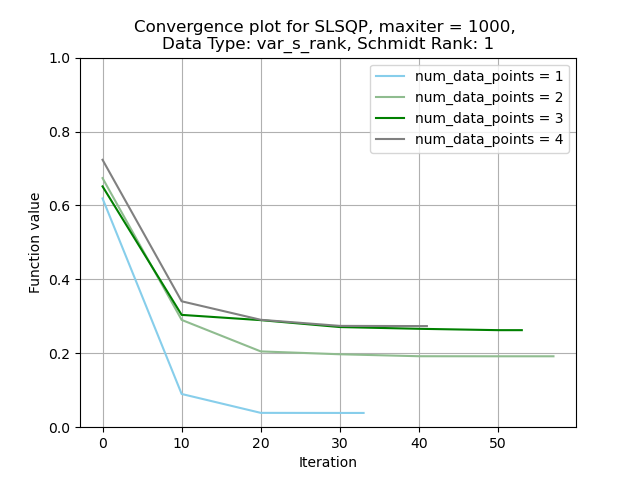 Convergence plot for SLSQP, maxiter = 1000,
Data Type: var_s_rank, Schmidt Rank: 1
num_data_points = 1
num_data_points = 2
num_data_points = 3
num_data_points = 4
Function value
1.0
0.8
0.6
0.4
0.2
0.0
0 10 20 30 40 50
Iteration